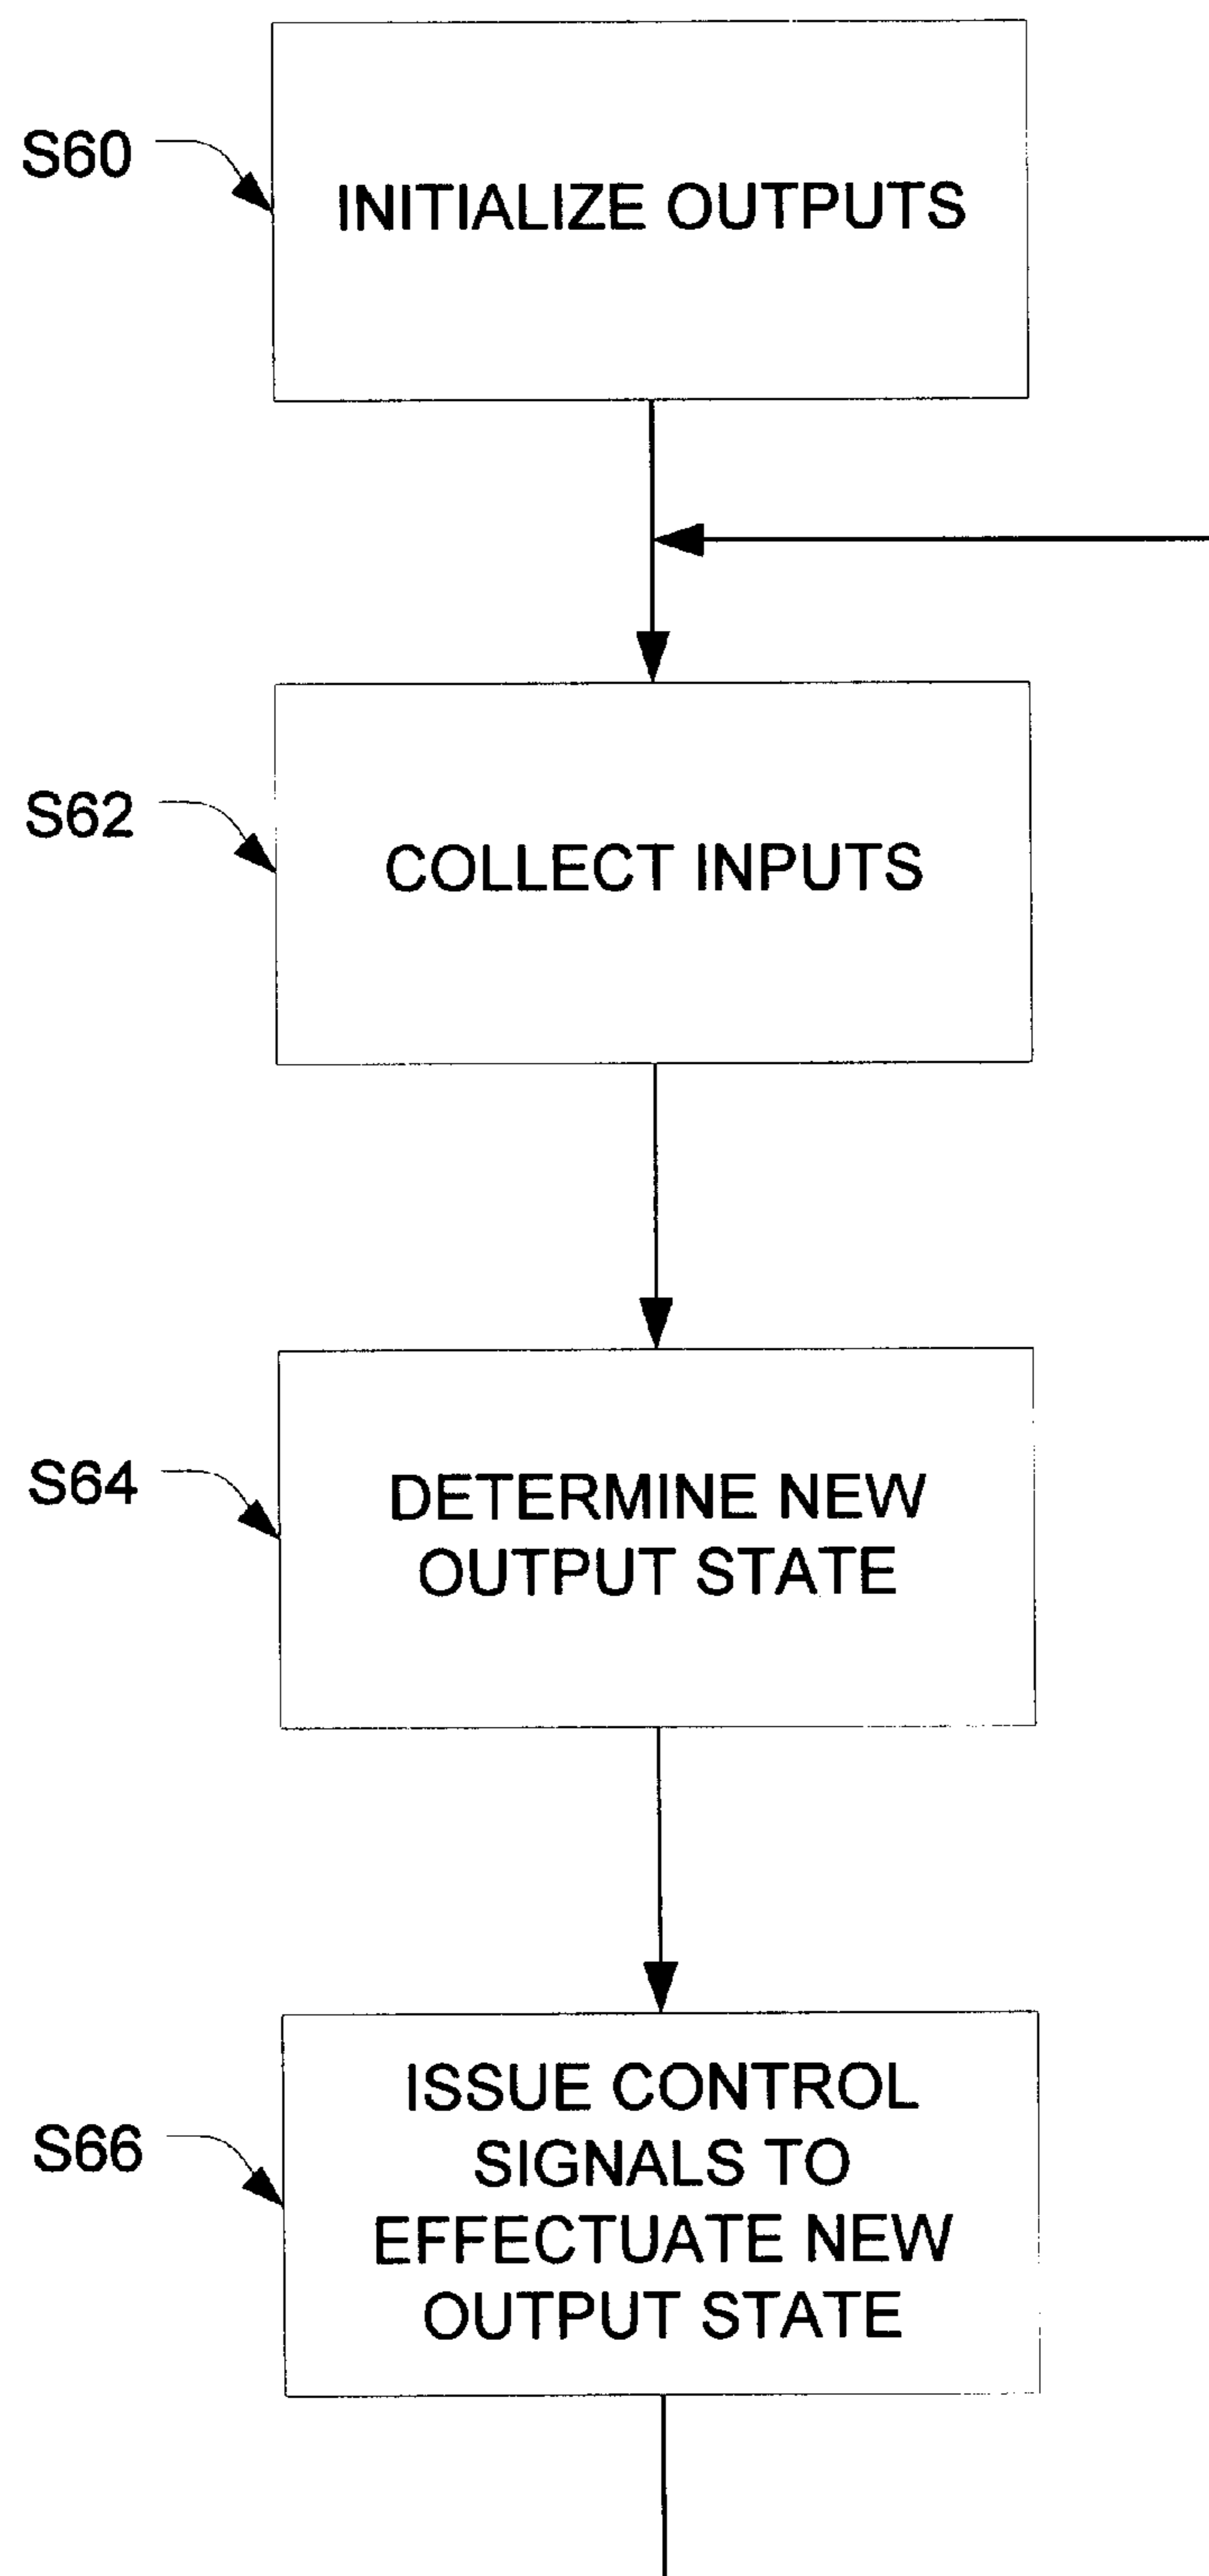 S60
INITIALIZE OUTPUTS
S62
COLLECT INPUTS
S64
DETERMINE NEW
OUTPUT STATE
S66
ISSUE CONTROL
SIGNALS TO
EFFECTUATE NEW
OUTPUT STATE